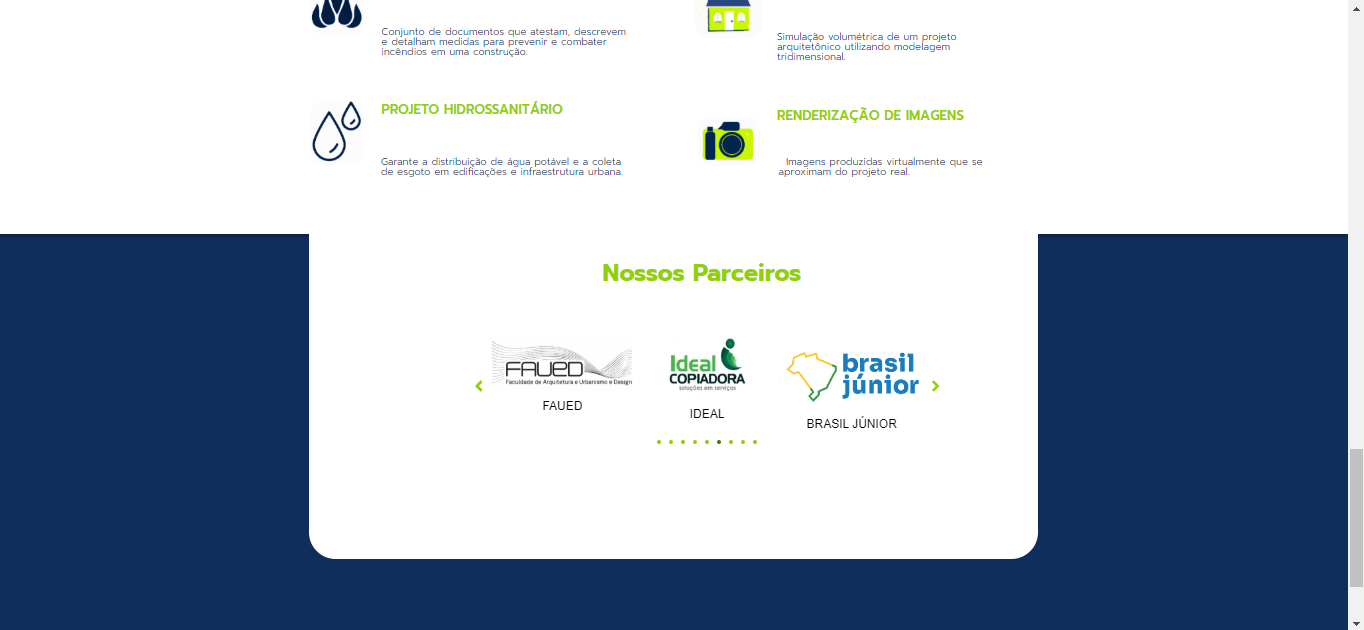 Conjunto de documentos que atestam, descrevem
e detalham medidas para prevenir e combater
incêndios em uma construção.
Simulação volumétrica de um projeto
arquitetônico utilizando modelagem
tridimensional.
PROJETO HIDROSSANITÁRIO
Garante a distribuição de água potável e a coleta
de esgoto em edificações e infraestrutura urbana.
RENDERIZAÇÃO DE IMAGENS
Imagens produzidas virtualmente que se
aproximam do projeto real.
Nossos Parceiros
FAUED
Faculdade de Arquitetura e Urbanismo e Design
FAUED
Ideal
COPIADORA
soluções em serviços
IDEAL
brasil
júnior
BRASIL JÚNIOR